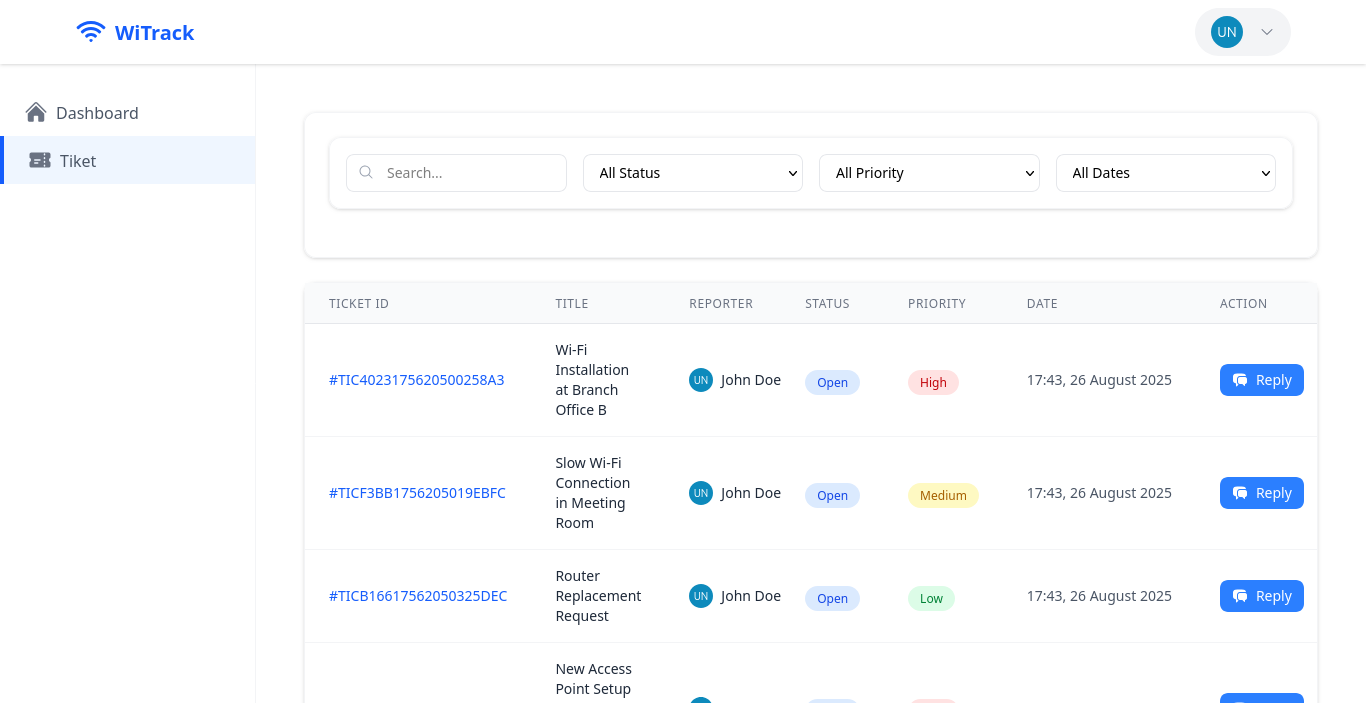 WiTrack
UN
Dashboard
Tiket
Search...
All Status
All Priority
All Dates
TICKET ID TITLE REPORTER STATUS PRIORITY DATE ACTION
#TIC4023175620500258A3
Wi-Fi
Installation
at Branch
Office B
UN John Doe
Open
High
17:43, 26 August 2025
Reply
#TICF3BB1756205019EBFC
Slow Wi-Fi
Connection
in Meeting
Room
UN John Doe
Open
Medium
17:43, 26 August 2025
Reply
#TICB16617562050325DEC
Router
Replacement
Request
UN John Doe
Open
Low
17:43, 26 August 2025
Reply
New Access
Point Setup